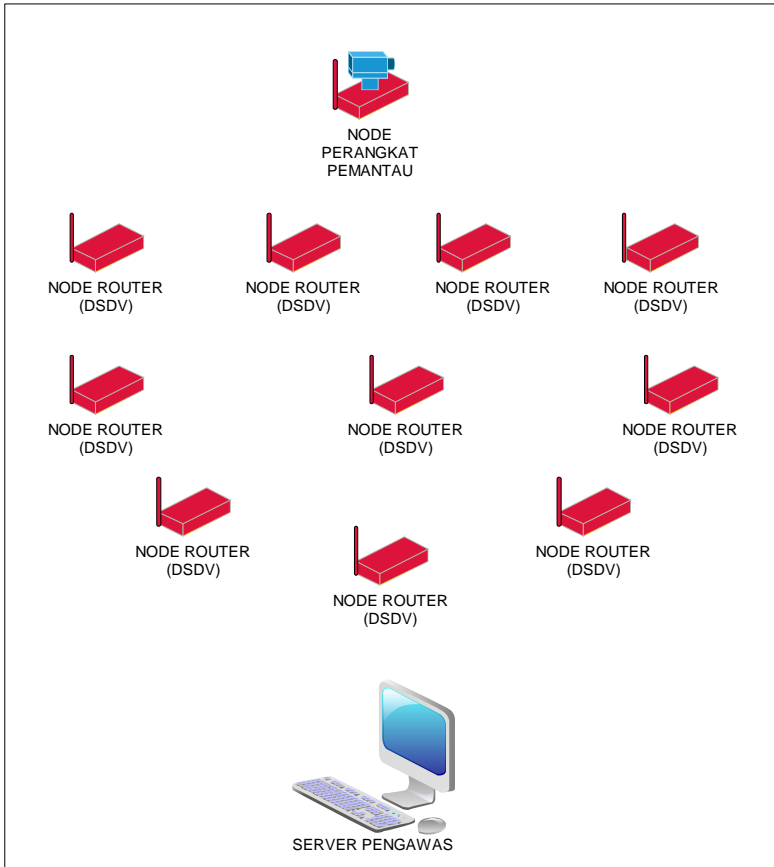 NODE
PERANGKAT
PEMANTAU
NODE ROUTER
(DSDV)
NODE ROUTER
(DSDV)
NODE ROUTER
(DSDV)
NODE ROUTER
(DSDV)
NODE ROUTER
(DSDV)
NODE ROUTER
(DSDV)
NODE ROUTER
(DSDV)
NODE ROUTER
(DSDV)
NODE ROUTER
(DSDV)
NODE ROUTER
(DSDV)
SERVER PENGAWAS